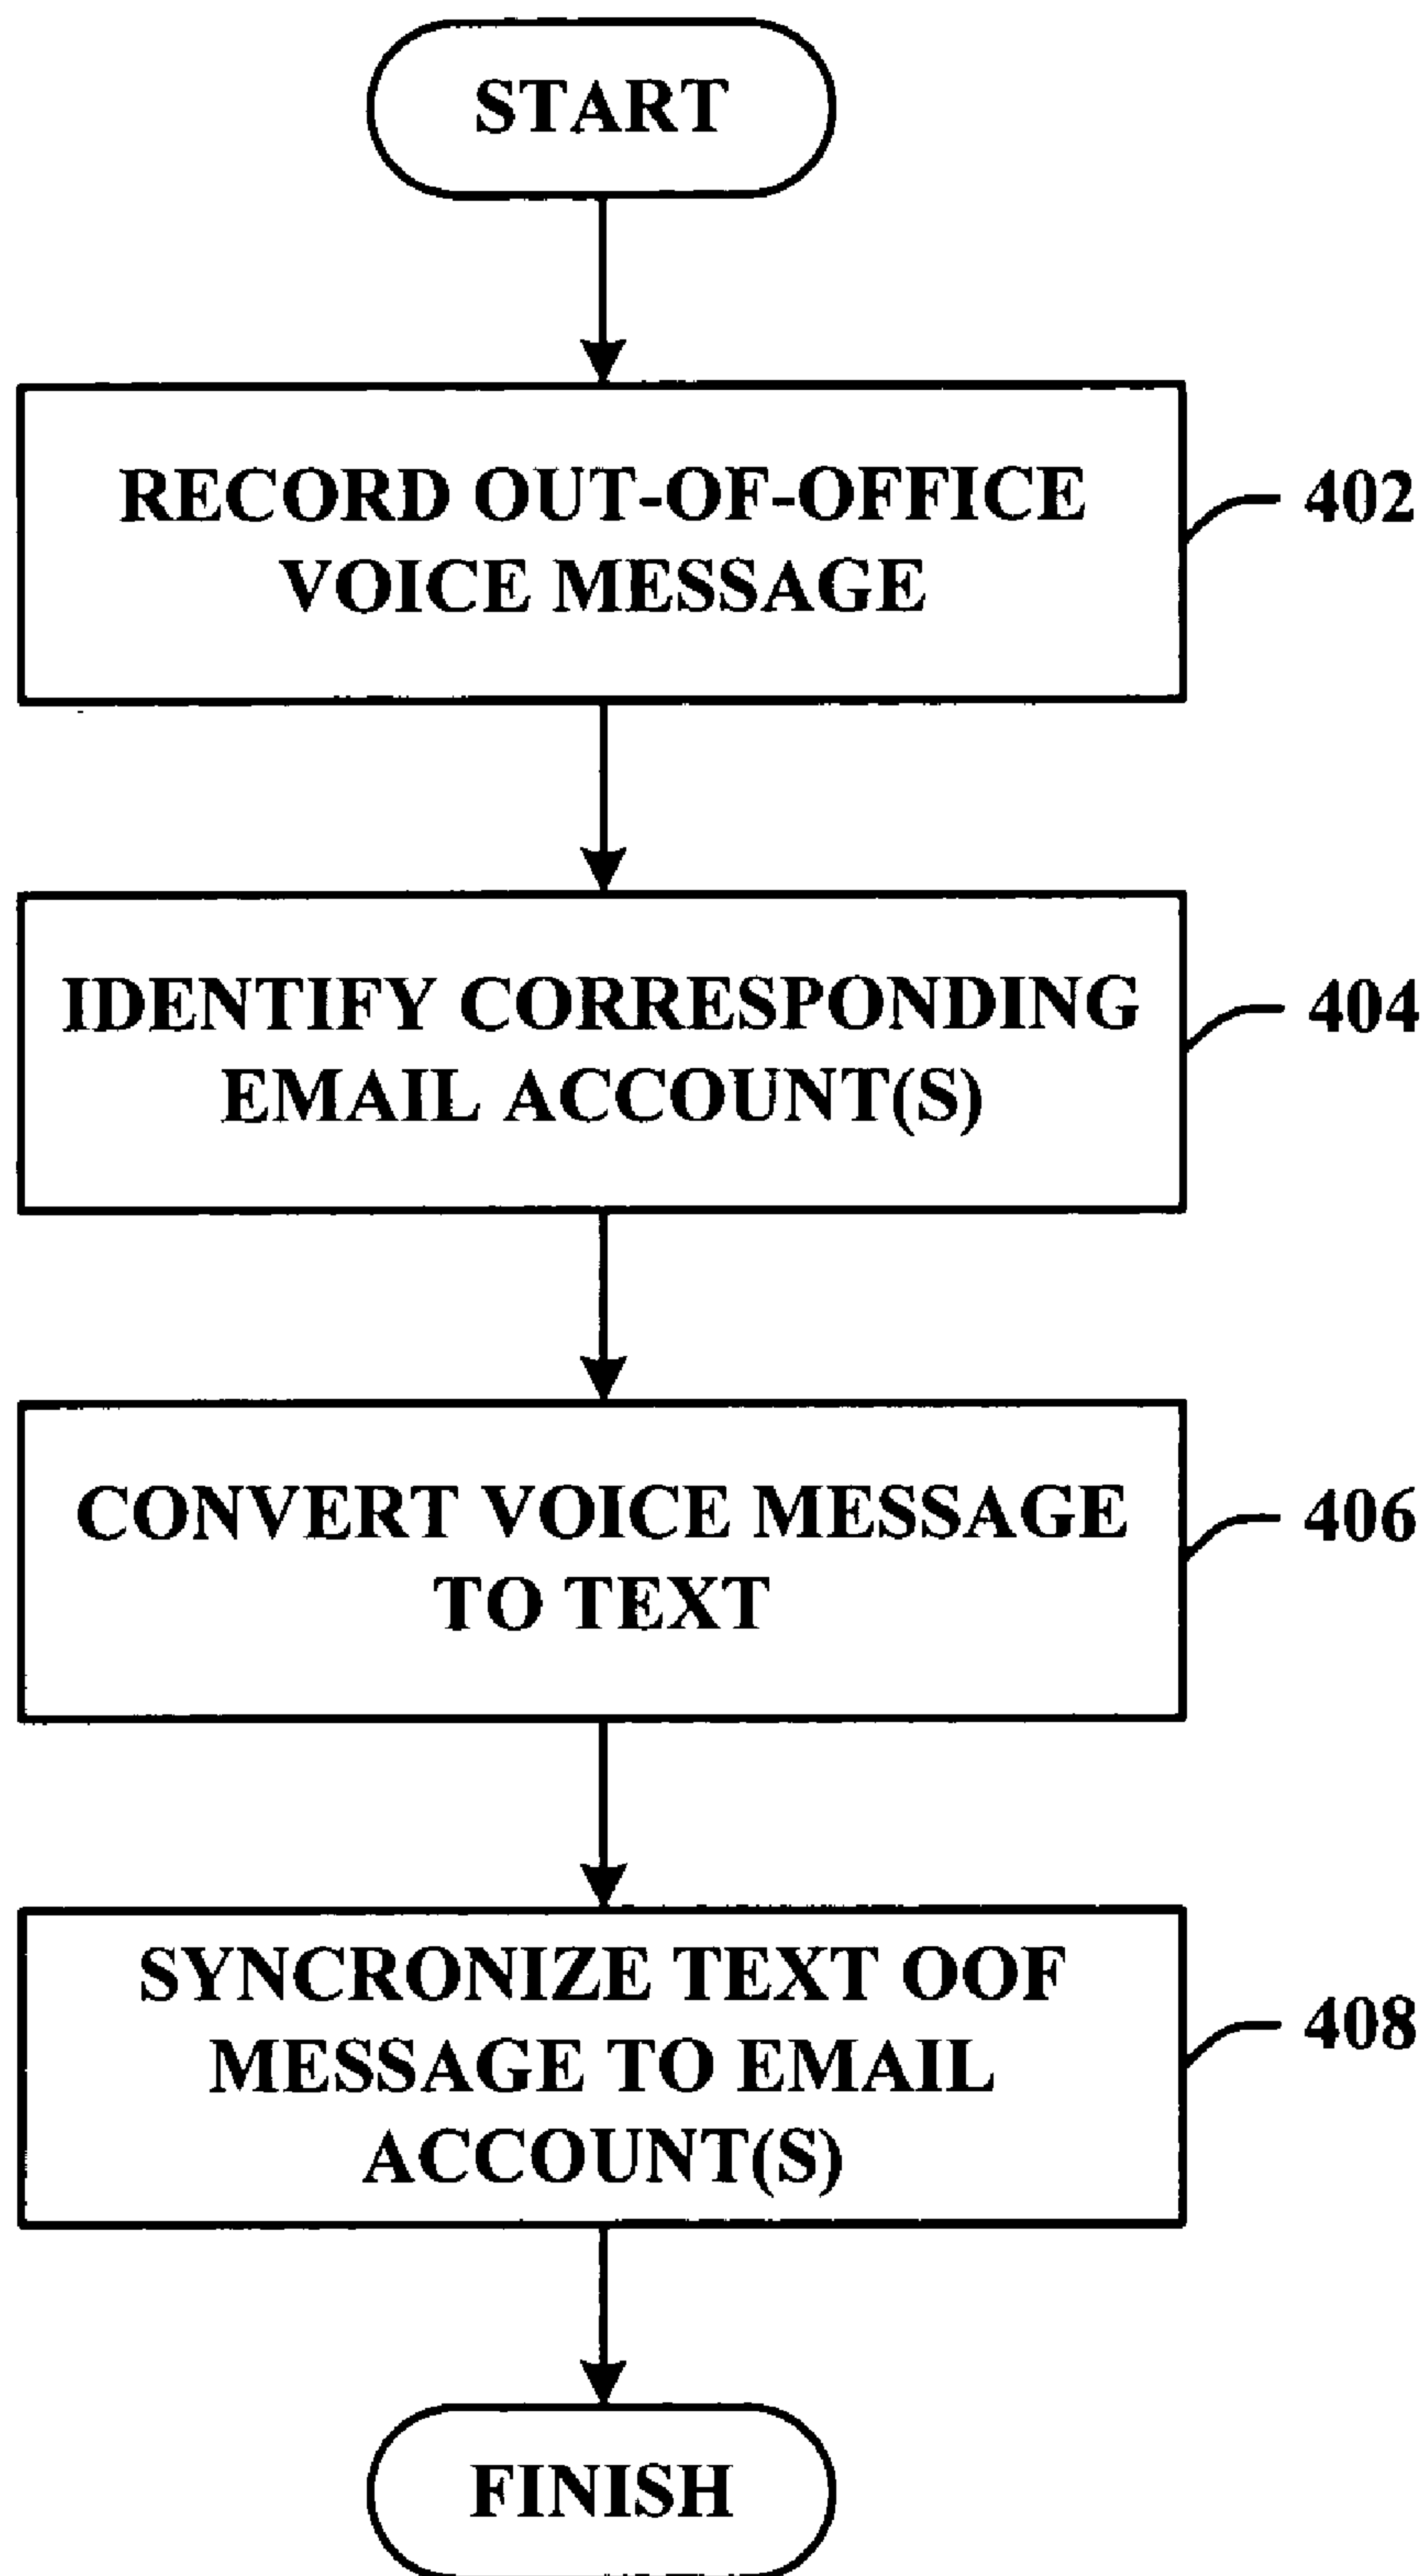 START
RECORD OUT-OF-OFFICE
VOICE MESSAGE
402
IDENTIFY CORRESPONDING
EMAIL ACCOUNT(S)
404
CONVERT VOICE MESSAGE
TO TEXT
406
SYNCRONIZE TEXT OOF
MESSAGE TO EMAIL
ACCOUNT(S)
408
FINISH